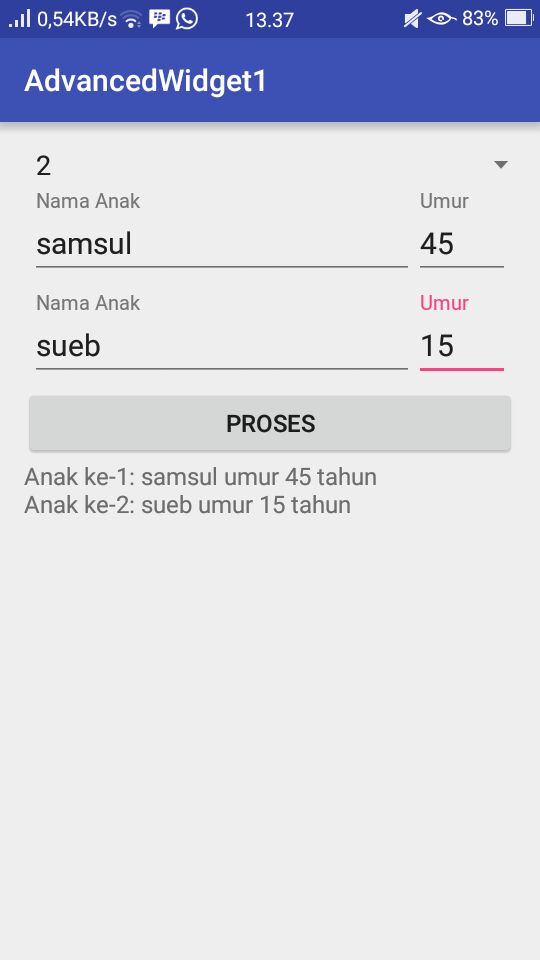 0,54KB/s 13.37 83%
AdvancedWidget1
2
Nama Anak Umur
samsul 45
Nama Anak Umur
sueb 15
PROSES
Anak ke-1: samsul umur 45 tahun
Anak ke-2: sueb umur 15 tahun